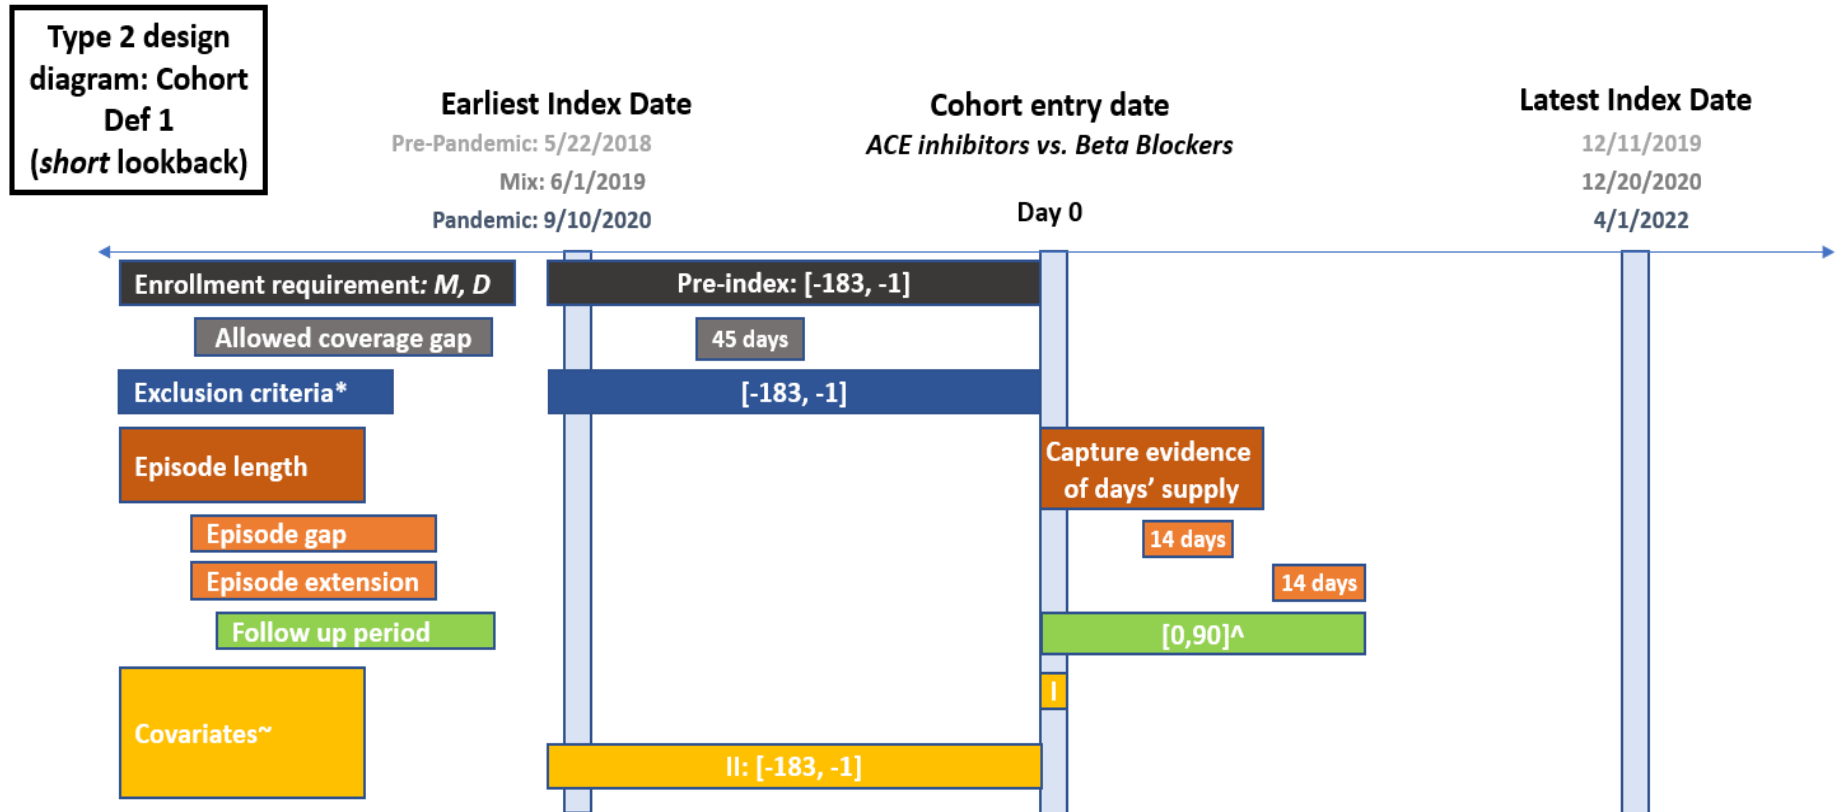 Type 2 design
diagram: Cohort
Def 1
(short lookback)
Earliest Index Date
Pre-Pandemic: 5/22/2018
Mix: 6/1/2019
Pandemic: 9/10/2020
Cohort entry date
ACE inhibitors vs. Beta Blockers
Day 0
Latest Index Date
12/11/2019
12/20/2020
4/1/2022
Enrollment requirement: M, D
Pre-index: [-183, -1]
Allowed coverage gap
45 days
Exclusion criteria*
[-183, -1]
Episode length
Capture evidence
of days’ supply
Episode gap
14 days
Episode extension
14 days
Follow up period
[0,90]^
Covariates~
I
II: [-183, -1]